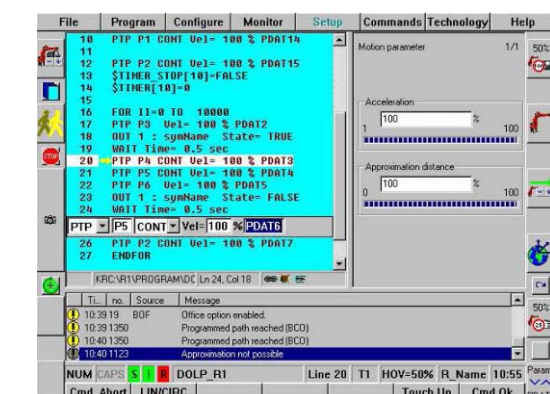 File Program Configure Monitor Setup Commands Technology Help
10 PTP P1 CONT Vel= 100 % PDAT14
11
12 PTP P2 CONT Vel= 100 % PDAT15
13 $TIMER_STOP[10]=FALSE
14 $TIMER[10]=0
15
16 FOR II=0 TO 10000
17 PTP P3 Vel= 100 % PDAT2
18 OUT 1 : symName State= TRUE
19 WAIT Time= 0.5 sec
20 PTP P4 CONT Vel= 100 % PDAT3
21 PTP P5 CONT Vel= 100 % PDAT4
22 PTP P6 Vel= 100 % PDAT5
23 OUT 1 : symName State= FALSE
24 WAIT Time= 0.5 sec
PTP P5 CONT Vel= 100 % PDAT6
26 PTP P2 CONT Vel= 100 % PDAT7
27 ENDFOR
KRC:\R1\PROGRAM\DC Ln 24, Col 18
Motion parameter 1/1
Acceleration
1 100 % 100
Approximation distance
0 100 % 100
50%
STOP
Ti... no. Source Message
10:39 19 BOF Office option enabled.
10:39 1350 Programmed path reached (BCO)
10:40 1350 Programmed path reached (BCO)
10:40 1123 Approximation not possible
50%
NUM CAPS S I R DOLP_R1 Line 20 T1 HOV=50% R_Name 10:55
Param
Cmd Abort LIN/CIRC Touch Up Cmd Ok